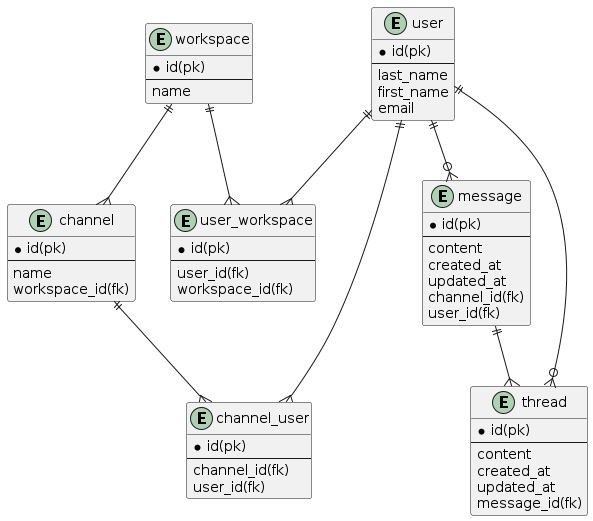 E workspace
id(pk)
name
E user
id(pk)
last_name
first_name
email
E channel
id(pk)
name
workspace_id(fk)
E user_workspace
id(pk)
user_id(fk)
workspace_id(fk)
E message
id(pk)
content
created_at
updated_at
channel_id(fk)
user_id(fk)
E channel_user
id(pk)
channel_id(fk)
user_id(fk)
E thread
id(pk)
content
created_at
updated_at
message_id(fk)